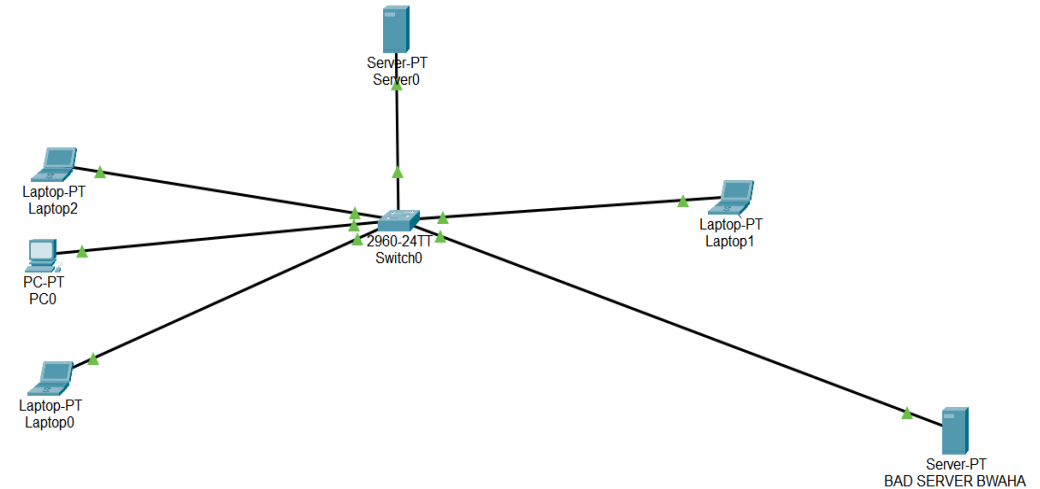 Server-PT
Server0
Laptop-PT
Laptop2
Laptop-PT
Laptop1
2960-24TT
Switch0
PC-PT
PC0
Laptop-PT
Laptop0
Server-PT
BAD SERVER BWAHA